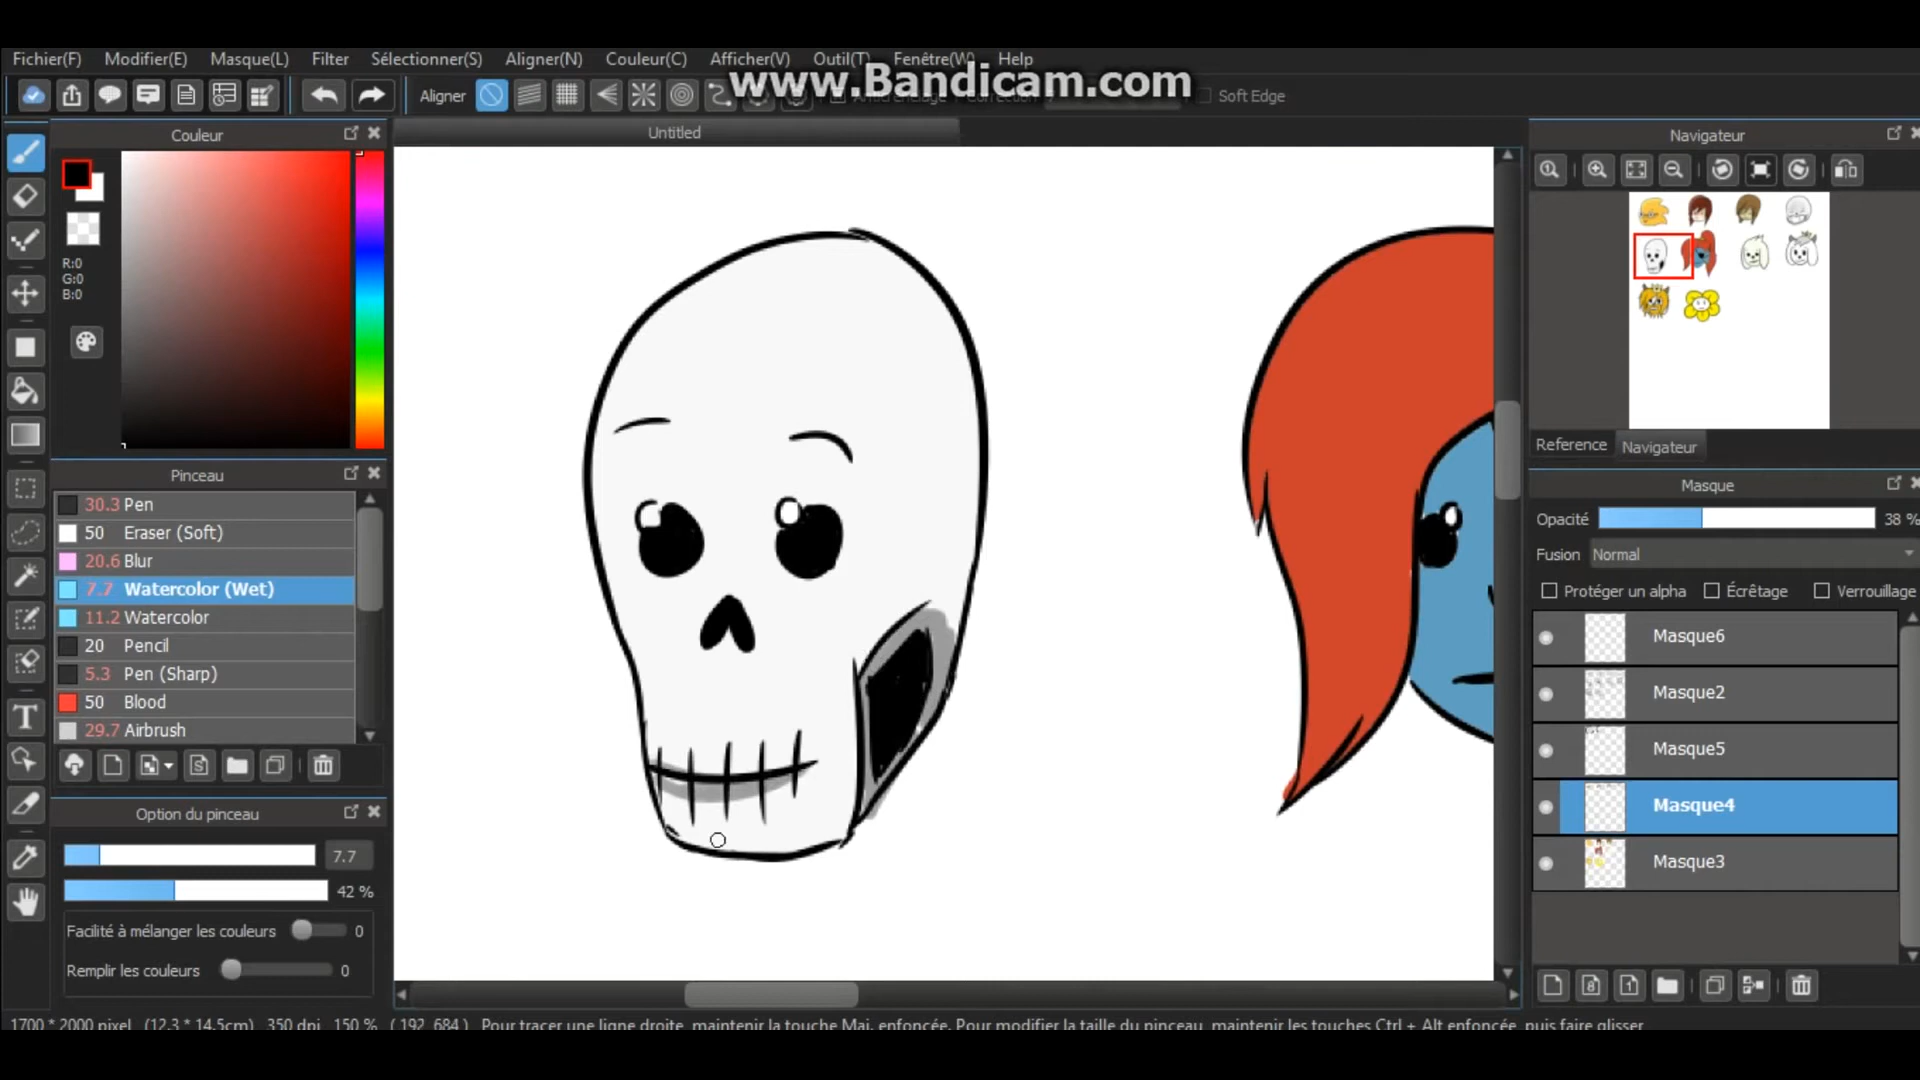 Fichier(F) Modifier(E) Masque(L) Filter Sélectionner(S) Aligner(N) Couleur(C) Afficher(V) Outil(T) Fenêtre(W) Help
www.Bandicam.com
Aligner Soft Edge
Couleur
Untitled
Navigateur
R:0
G:0
B:0
Reference Navigateur
Pinceau
30.3 Pen
50 Eraser (Soft)
20.6 Blur
7.7 Watercolor (Wet)
11.2 Watercolor
20 Pencil
5.3 Pen (Sharp)
50 Blood
29.7 Airbrush
Masque
Opacité 38 %
Fusion Normal
Protéger un alpha Écrêtage Verrouillage
Masque6
Masque2
Masque5
Masque4
Masque3
Option du pinceau
7.7
42 %
Facilité à mélanger les couleurs 0
Remplir les couleurs 0
1700 * 2000 pixel (12.3 * 14.5cm) 350 dpi 150 % ( 192, 684 ) Pour tracer une ligne droite, maintenir la touche Maj. enfoncée. Pour modifier la taille du pinceau, maintenir les touches Ctrl + Alt enfoncée, puis faire glisser